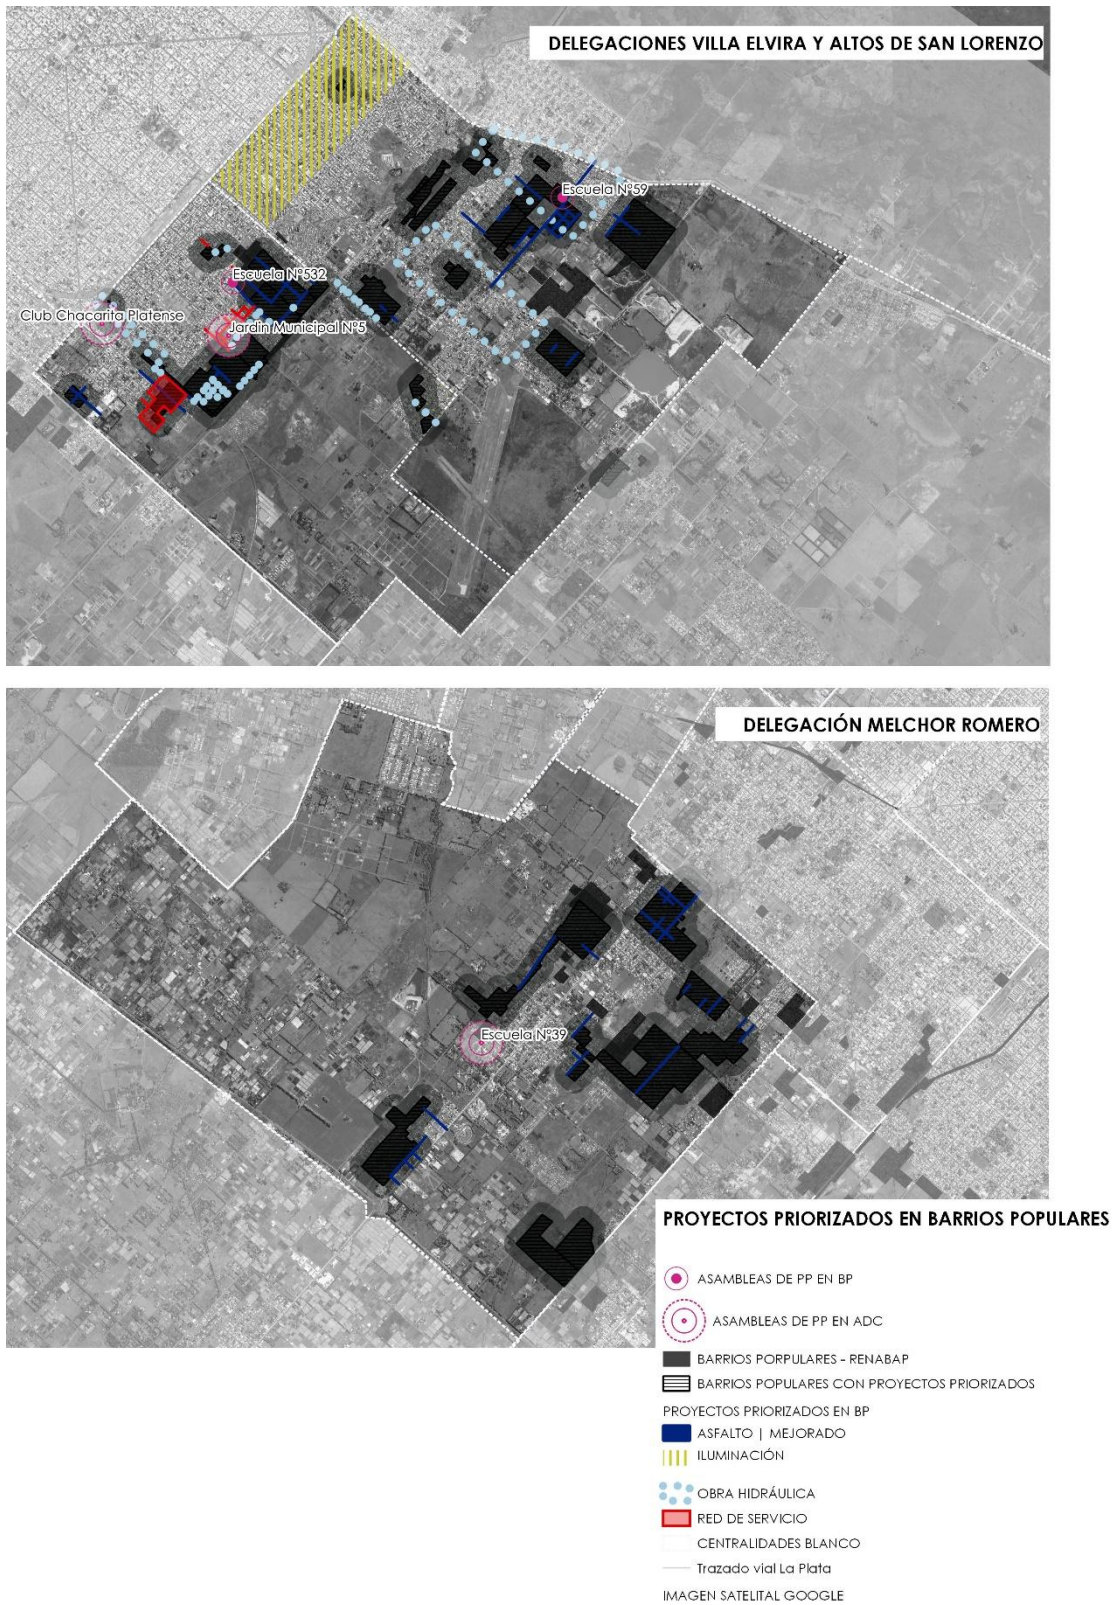 DELEGACIONES VILLA ELVIRA Y ALTOS DE SAN LORENZO
Escuela N°59
Escuela N°532
Club Chacarita Platense
Jardin Municipal N°5
DELEGACIÓN MELCHOR ROMERO
Escuela N°39
PROYECTOS PRIORIZADOS EN BARRIOS POPULARES
ASAMBLEAS DE PP EN BP
ASAMBLEAS DE PP EN ADC
BARRIOS PORPULARES - RENABAP
BARRIOS POPULARES CON PROYECTOS PRIORIZADOS
PROYECTOS PRIORIZADOS EN BP
ASFALTO | MEJORADO
ILUMINACIÓN
OBRA HIDRÁULICA
RED DE SERVICIO
CENTRALIDADES BLANCO
Trazado vial La Plata
IMAGEN SATELITAL GOOGLE